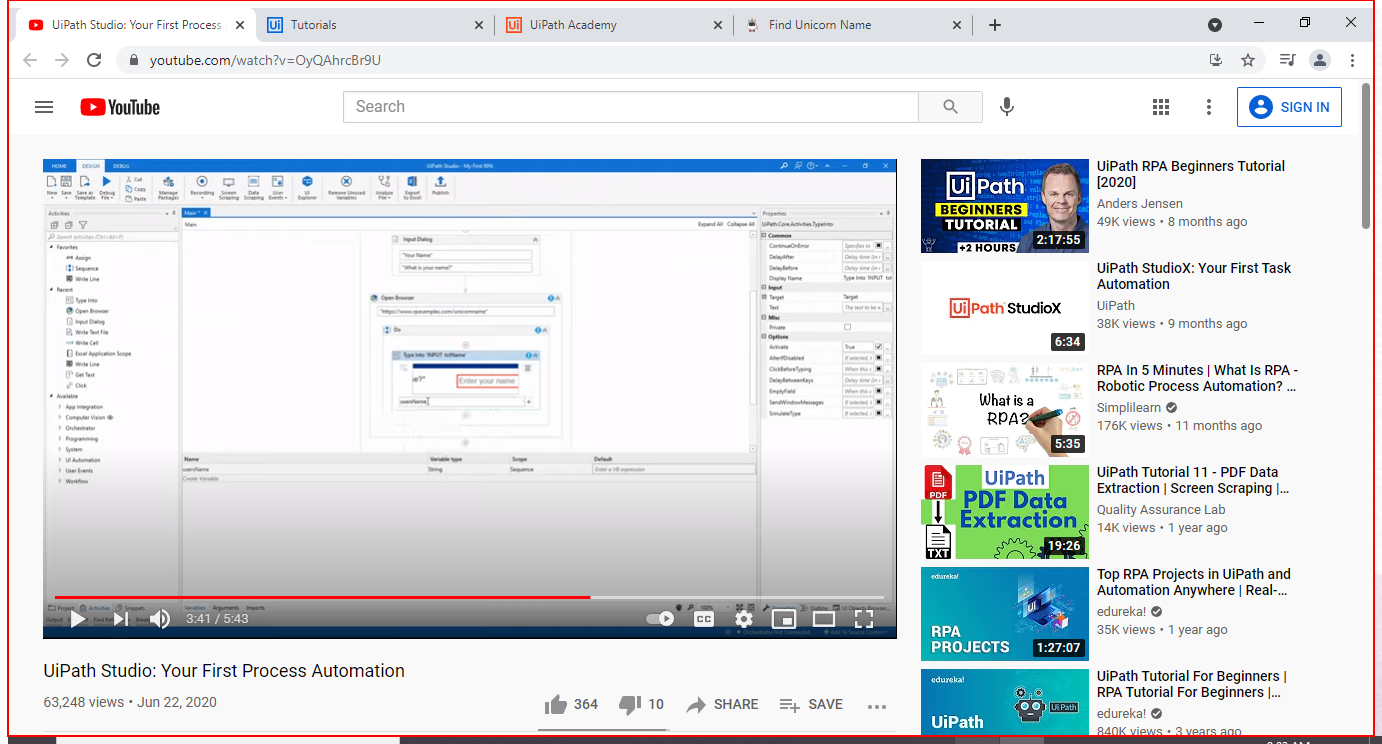 UiPath Studio: Your First Process
Tutorials
UiPath Academy
Find Unicorn Name
youtube.com/watch?v=OyQAhrcBr9U
YouTube
Search
SIGN IN
HOME DESIGN DEBUG
UiPath Studio - My First RPA
New Save Save as Template Debug File Cut Copy Paste Manage Packages Recording Screen Scraping Data Scraping User Events UI Explorer Remove Unused Variables Analyze File Export to Excel Publish
Activities
Main
Properties
Main
Expand All Collapse All
UiPath.Core.Activities.TypeInto
Search activities (Ctrl+Alt+F)
Favorites
Assign
Sequence
Write Line
Recent
Type Into
Open Browser
Input Dialog
Write Text File
Write Cell
Excel Application Scope
Write Line
Get Text
Click
Available
App Integration
Computer Vision
Orchestrator
Programming
System
UI Automation
User Events
Workflow
Input Dialog
"Your Name"
"What is your name?"
Open Browser
"https://www.rpasamples.com/unicornname"
Do
Type Into 'INPUT txtName'
e?"
Enter your name
usersName
Common
ContinueOnError Specifies to
DelayAfter Delay time (in
DelayBefore Delay time (in
Display Name Type Into 'INPUT txt
Input
Target Target
Text The text to be
Misc
Private
Options
Activate True
AlterIfDisabled If selected,
ClickBeforeTyping When this
DelayBetweenKeys Delay time (in
EmptyField When this
SendWindowMessages If selected,
SimulateType If selected,
Name Variable type Scope Default
usersName String Sequence Enter a VB expression
Create Variable
Project Activities Snippets
Variables Arguments Imports
100%
Outline UI Objects Browser...
Output
Orchestrator Not Connected Add to Source Control
3:41 / 5:43
CC
UiPath Studio: Your First Process Automation
63,248 views • Jun 22, 2020
364
10
SHARE
SAVE
UiPath
BEGINNERS
TUTORIAL
+2 HOURS
2:17:55
UiPath RPA Beginners Tutorial
[2020]
Anders Jensen
49K views • 8 months ago
UiPath StudioX
6:34
UiPath StudioX: Your First Task
Automation
UiPath
38K views • 9 months ago
What is a
RPA?
5:35
RPA In 5 Minutes | What Is RPA -
Robotic Process Automation? ...
Simplilearn
176K views • 11 months ago
PDF
TXT
UiPath
PDF Data
Extraction
19:26
UiPath Tutorial 11 - PDF Data
Extraction | Screen Scraping |...
Quality Assurance Lab
14K views • 1 year ago
edureka!
RPA
PROJECTS
1:27:07
Top RPA Projects in UiPath and
Automation Anywhere | Real-...
edureka!
35K views • 1 year ago
edureka!
UiPath
UiPath
UiPath Tutorial For Beginners |
RPA Tutorial For Beginners |...
edureka!
840K views • 3 years ago